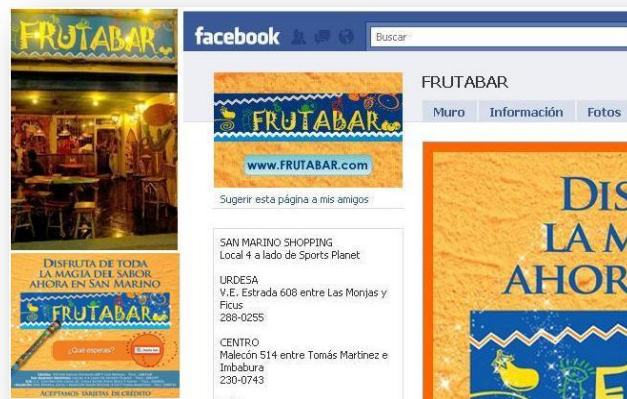 FRUTABAR
facebook
Buscar
FRUTABAR
www.FRUTABAR.com
Sugerir esta página a mis amigos
FRUTABAR
Muro Información Fotos
SAN MARINO SHOPPING
Local 4 a lado de Sports Planet
URDESA
V.E. Estrada 608 entre Las Monjas y
Ficus
288-0255
CENTRO
Malecón 514 entre Tomás Martinez e
Imbabura
230-0743
DISFRUTA DE TODA
LA MAGIA DEL SABOR
AHORA EN SAN MARINO
FRUTABAR
¿Qué esperas?
ACEPTAMOS TARJETAS DE CRÉDITO
DIS
LA M
AHOR